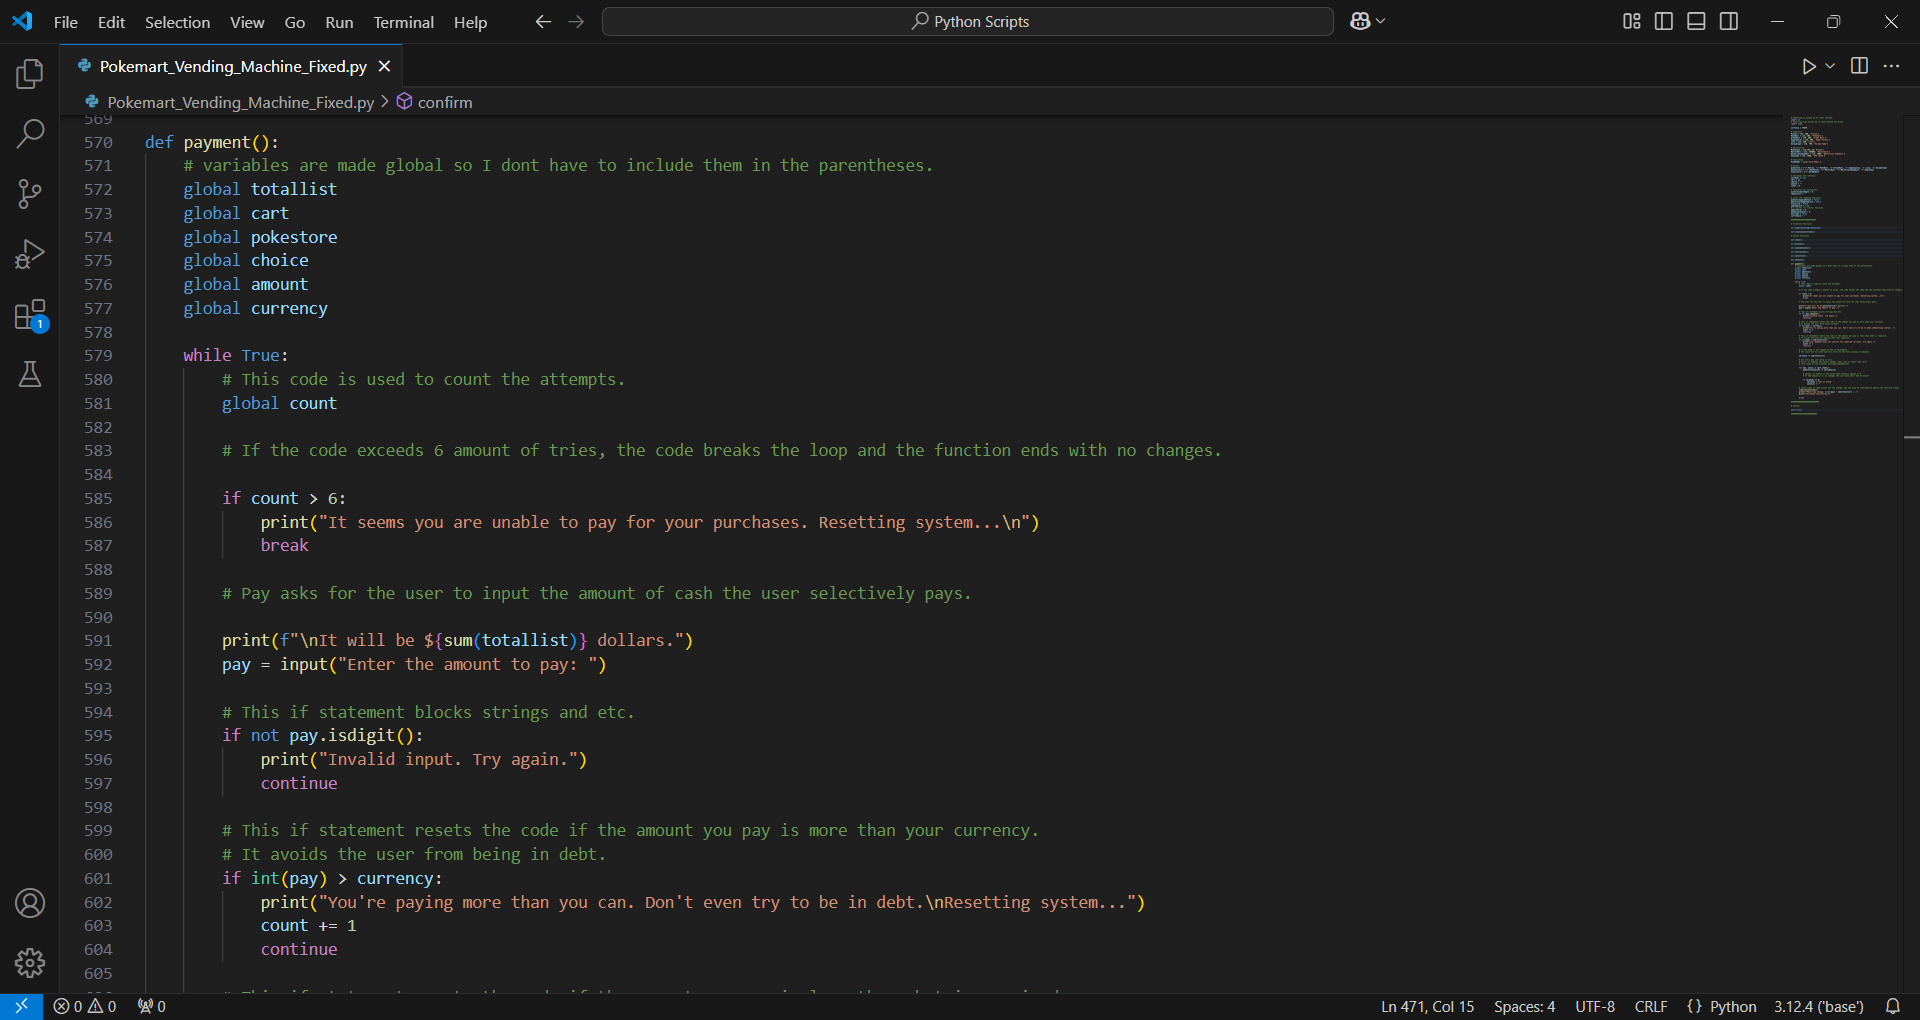 File Edit Selection View Go Run Terminal Help
Python Scripts
Pokemart_Vending_Machine_Fixed.py
Pokemart_Vending_Machine_Fixed.py > confirm
569
570 def payment():
571 # variables are made global so I dont have to include them in the parentheses.
572 global totallist
573 global cart
574 global pokestore
575 global choice
576 global amount
577 global currency
578
579 while True:
580 # This code is used to count the attempts.
581 global count
582
583 # If the code exceeds 6 amount of tries, the code breaks the loop and the function ends with no changes.
584
585 if count > 6:
586 print("It seems you are unable to pay for your purchases. Resetting system...\n")
587 break
588
589 # Pay asks for the user to input the amount of cash the user selectively pays.
590
591 print(f"\nIt will be ${sum(totallist)} dollars.")
592 pay = input("Enter the amount to pay: ")
593
594 # This if statement blocks strings and etc.
595 if not pay.isdigit():
596 print("Invalid input. Try again.")
597 continue
598
599 # This if statement resets the code if the amount you pay is more than your currency.
600 # It avoids the user from being in debt.
601 if int(pay) > currency:
602 print("You're paying more than you can. Don't even try to be in debt.\nResetting system...")
603 count += 1
604 continue
605
1
0 0 0 Ln 471, Col 15 Spaces: 4 UTF-8 CRLF {} Python 3.12.4 ('base')